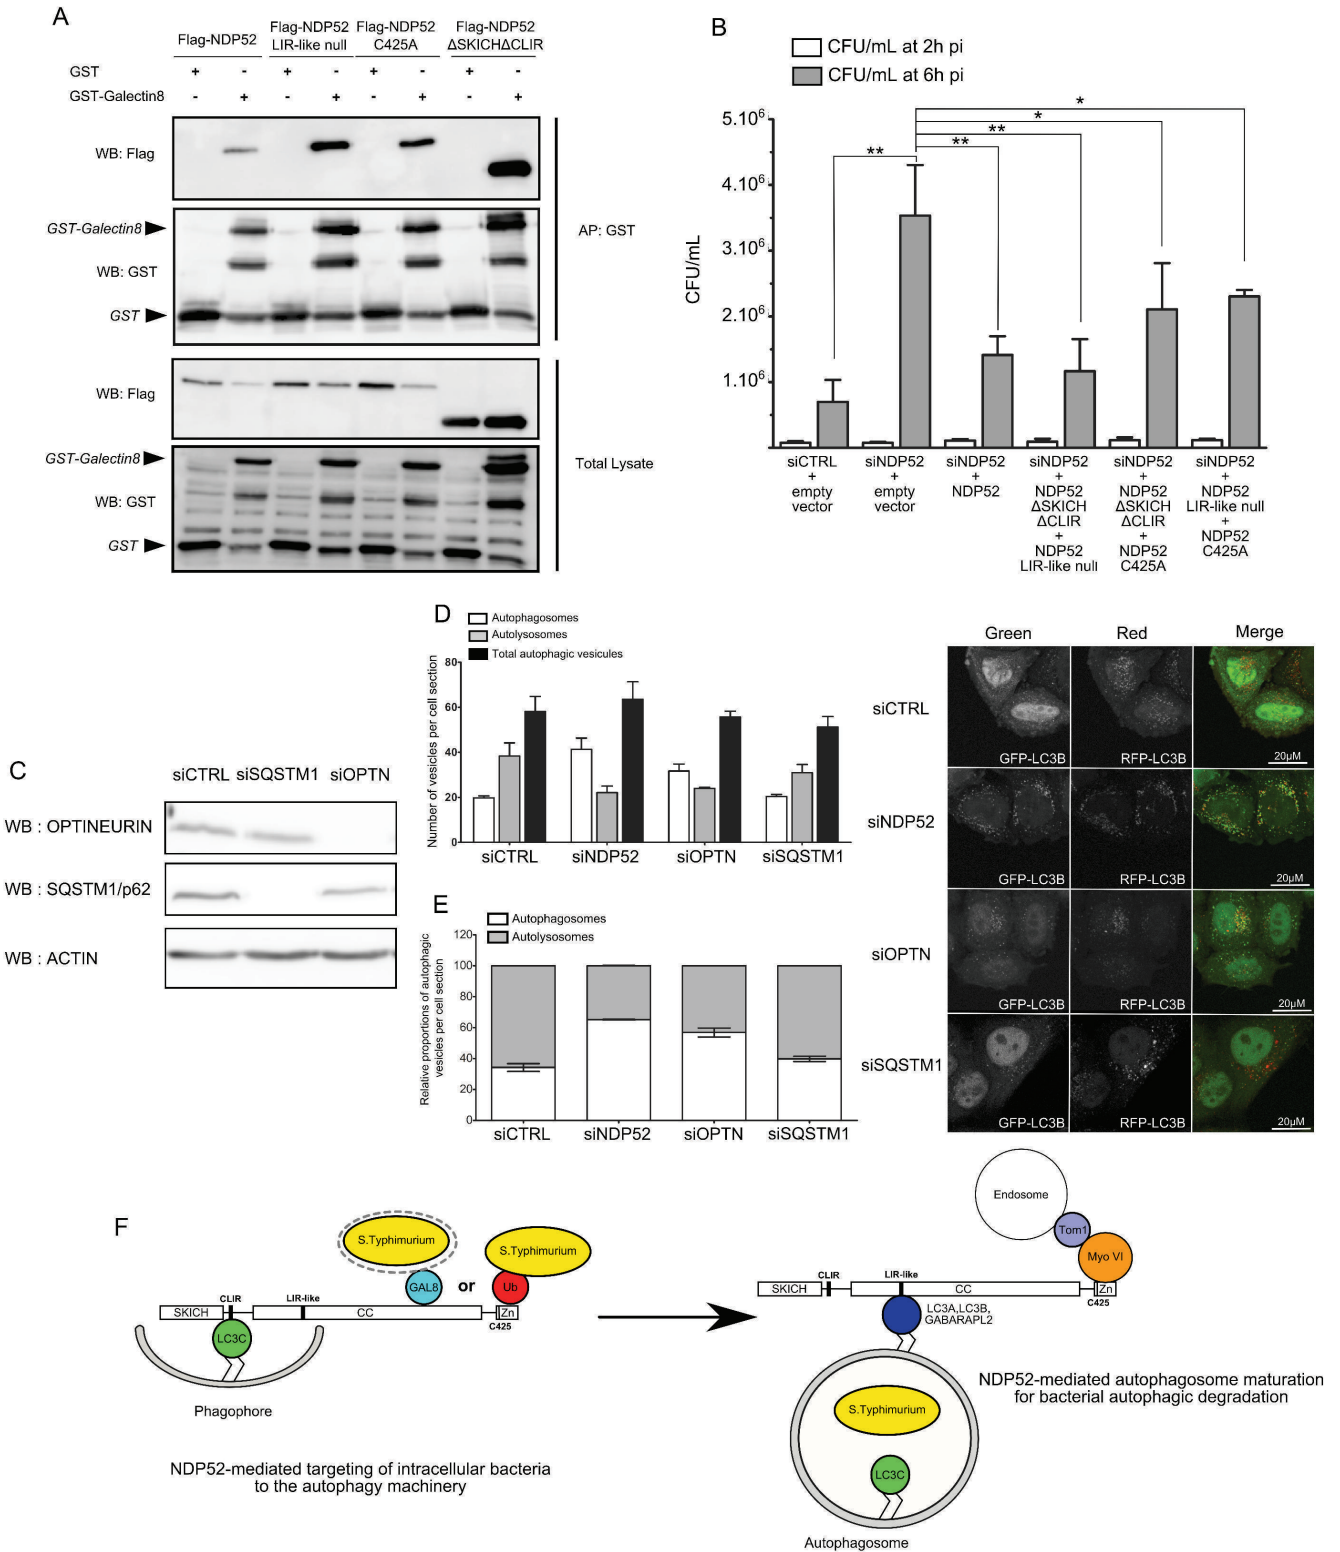 A
Flag-NDP52
Flag-NDP52
LIR-like null
Flag-NDP52
C425A
Flag-NDP52
ΔSKICHΔCLIR
GST
+ - + - + - + -
GST-Galectin8
- + - + - + - +
WB: Flag
GST-Galectin8
WB: GST
GST
AP: GST
WB: Flag
GST-Galectin8
WB: GST
GST
Total Lysate
B
CFU/mL at 2h pi
CFU/mL at 6h pi
CFU/mL
5.10⁶
4.10⁶
3.10⁶
2.10⁶
1.10⁶
**
**
**
*
*
siCTRL
+
empty
vector
siNDP52
+
empty
vector
siNDP52
+
NDP52
siNDP52
+
NDP52
ΔSKICH
ΔCLIR
+
NDP52
LIR-like null
siNDP52
+
NDP52
ΔSKICH
ΔCLIR
+
NDP52
C425A
siNDP52
+
NDP52
LIR-like null
+
NDP52
C425A
C
siCTRL siSQSTM1 siOPTN
WB : OPTINEURIN
WB : SQSTM1/p62
WB : ACTIN
D
Autophagosomes
Autolysosomes
Total autophagic vesicules
Number of vesicles per cell section
80
60
40
20
0
siCTRL siNDP52 siOPTN siSQSTM1
E
Autophagosomes
Autolysosomes
Relative proportions of autophagic
vesicles per cell section
120
100
80
60
40
20
0
siCTRL siNDP52 siOPTN siSQSTM1
Green Red Merge
siCTRL
GFP-LC3B RFP-LC3B 20μM
siNDP52
GFP-LC3B RFP-LC3B 20μM
siOPTN
GFP-LC3B RFP-LC3B 20μM
siSQSTM1
GFP-LC3B RFP-LC3B 20μM
F
S.Typhimurium
S.Typhimurium
GAL8 or Ub
CLIR
LIR-like
SKICH CC Zn
C425
LC3C
Phagophore
NDP52-mediated targeting of intracellular bacteria
to the autophagy machinery
Endosome
Tom1
Myo VI
CLIR
LIR-like
SKICH CC Zn
C425
LC3A,LC3B,
GABARAPL2
S.Typhimurium
LC3C
Autophagosome
NDP52-mediated autophagosome maturation
for bacterial autophagic degradation